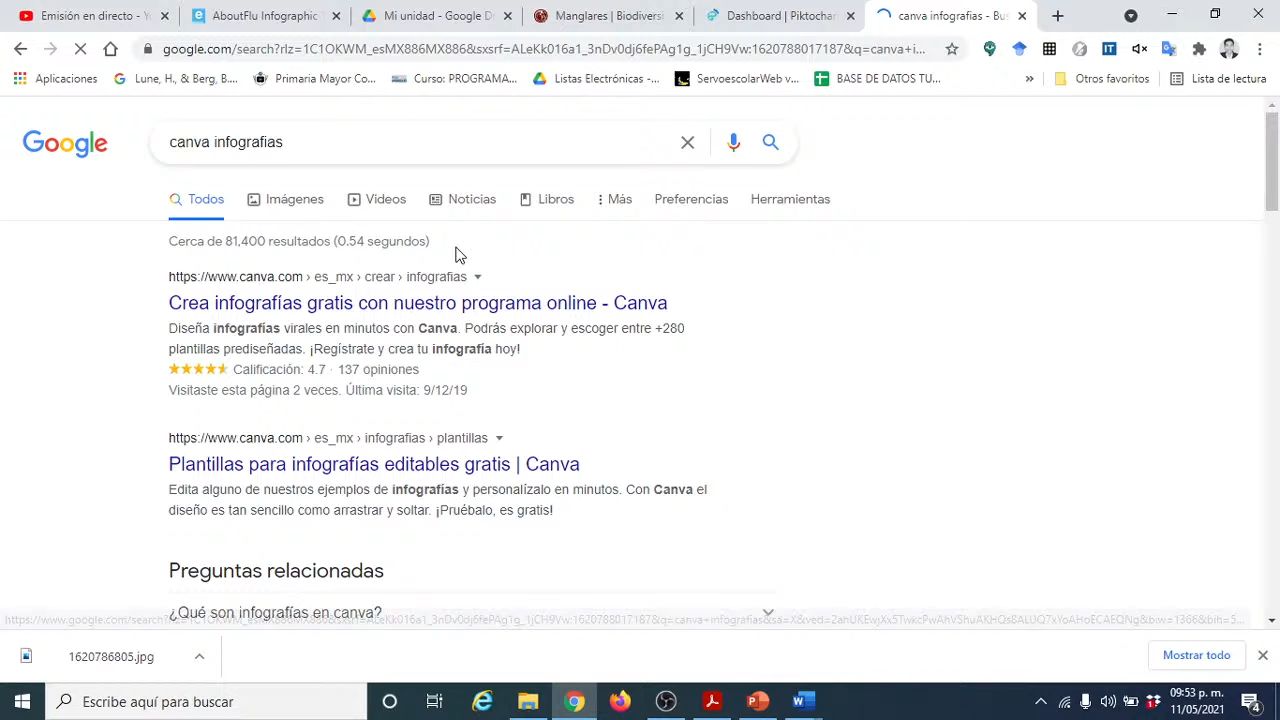 Emisión en directo - Y
AboutFlu Infographic T
Mi unidad - Google D
Manglares | Biodiversi
Dashboard | Piktochar
canva infografias - Bus
google.com/search?rlz=1C1OKWM_esMX886MX886&sxsrf=ALeKk016a1_3nDv0dj6fePAg1g_1jCH9Vw:1620788017187&q=canva+i...
Aplicaciones
Lune, H., & Berg, B....
Primaria Mayor Co...
Curso: PROGRAMA...
Listas Electrónicas -...
SenvescolarWeb v...
BASE DE DATOS TU...
»
Otros favoritos
Lista de lectura
Google
canva infografias
Todos
Imágenes
Videos
Noticias
Libros
Más
Preferencias
Herramientas
Cerca de 81,400 resultados (0.54 segundos)
https://www.canva.com › es_mx › crear › infografias
Crea infografías gratis con nuestro programa online - Canva
Diseña infografías virales en minutos con Canva. Podrás explorar y escoger entre +280
plantillas prediseñadas. ¡Regístrate y crea tu infografía hoy!
Calificación: 4.7 · 137 opiniones
Visitaste esta página 2 veces. Última visita: 9/12/19
https://www.canva.com › es_mx › infografias › plantillas
Plantillas para infografías editables gratis | Canva
Edita alguno de nuestros ejemplos de infografías y personalízalo en minutos. Con Canva el
diseño es tan sencillo como arrastrar y soltar. ¡Pruébalo, es gratis!
Preguntas relacionadas
¿Qué son infografías en canva?
1620786805.jpg
Mostrar todo
Escribe aquí para buscar
09:53 p. m.
11/05/2021
4